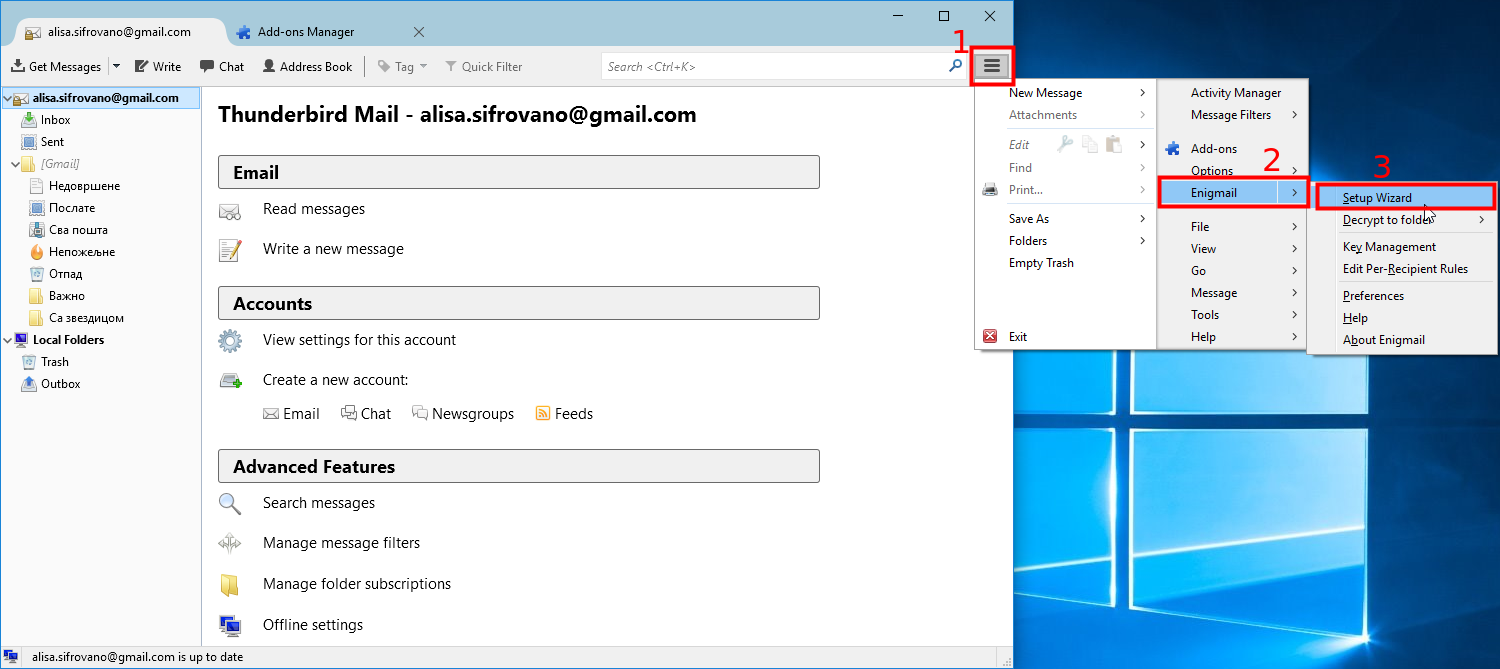 alisa.sifrovano@gmail.com
Add-ons Manager
1
Get Messages
Write
Chat
Address Book
Tag
Quick Filter
Search <Ctrl+K>
alisa.sifrovano@gmail.com
Inbox
Sent
[Gmail]
Недовршене
Послате
Сва пошта
Непожељне
Отпад
Важно
Са звездицом
Local Folders
Trash
Outbox
Thunderbird Mail - alisa.sifrovano@gmail.com
Email
Read messages
Write a new message
Accounts
View settings for this account
Create a new account:
Email
Chat
Newsgroups
Feeds
Advanced Features
Search messages
Manage message filters
Manage folder subscriptions
Offline settings
New Message
Attachments
Edit
Find
Print...
Save As
Folders
Empty Trash
Exit
Activity Manager
Message Filters
Add-ons
Options
2
Enigmail
File
View
Go
Message
Tools
Help
3
Setup Wizard
Decrypt to folder
Key Management
Edit Per-Recipient Rules
Preferences
Help
About Enigmail
alisa.sifrovano@gmail.com is up to date